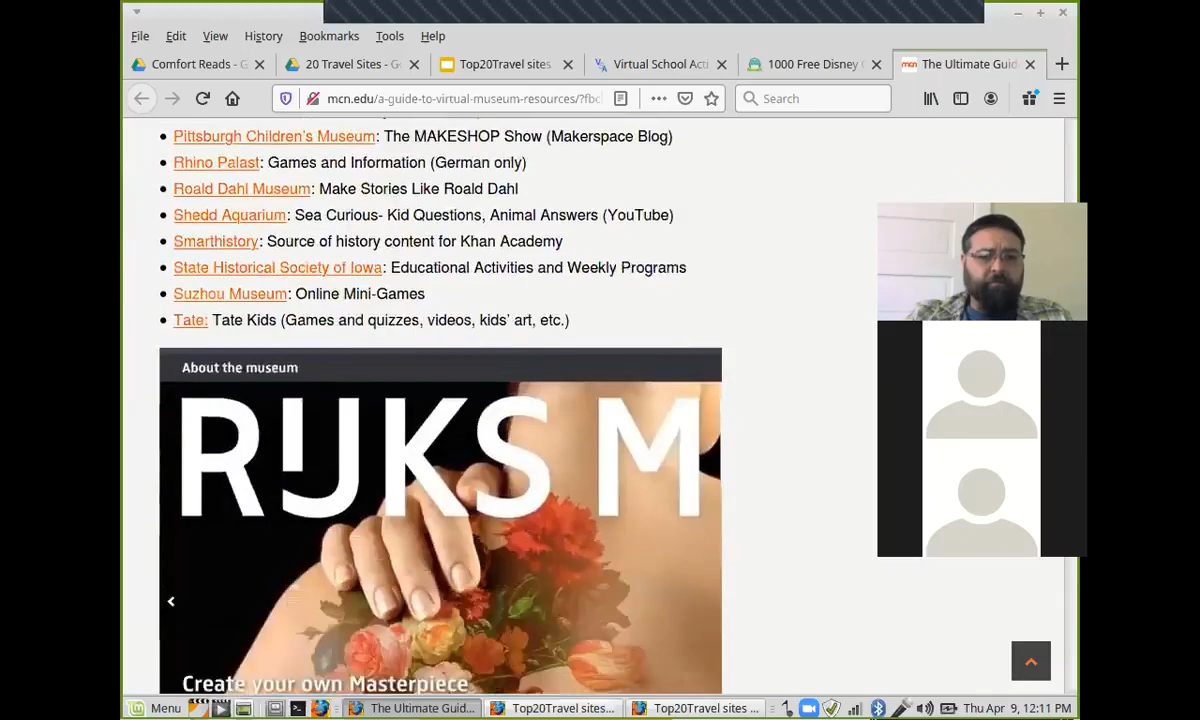 File Edit View History Bookmarks Tools Help
Comfort Reads - G
20 Travel Sites - Go
Top20Travel sites
Virtual School Acti
1000 Free Disney
The Ultimate Guid
mcn.edu/a-guide-to-virtual-museum-resources/?fbc
Search
Pittsburgh Children's Museum: The MAKESHOP Show (Makerspace Blog)
Rhino Palast: Games and Information (German only)
Roald Dahl Museum: Make Stories Like Roald Dahl
Shedd Aquarium: Sea Curious- Kid Questions, Animal Answers (YouTube)
Smarthistory: Source of history content for Khan Academy
State Historical Society of Iowa: Educational Activities and Weekly Programs
Suzhou Museum: Online Mini-Games
Tate: Tate Kids (Games and quizzes, videos, kids' art, etc.)
About the museum
RIJKS M
Create your own Masterpiece
Menu The Ultimate Guid... Top20Travel sites... Top20Travel sites ... Thu Apr 9, 12:11 PM